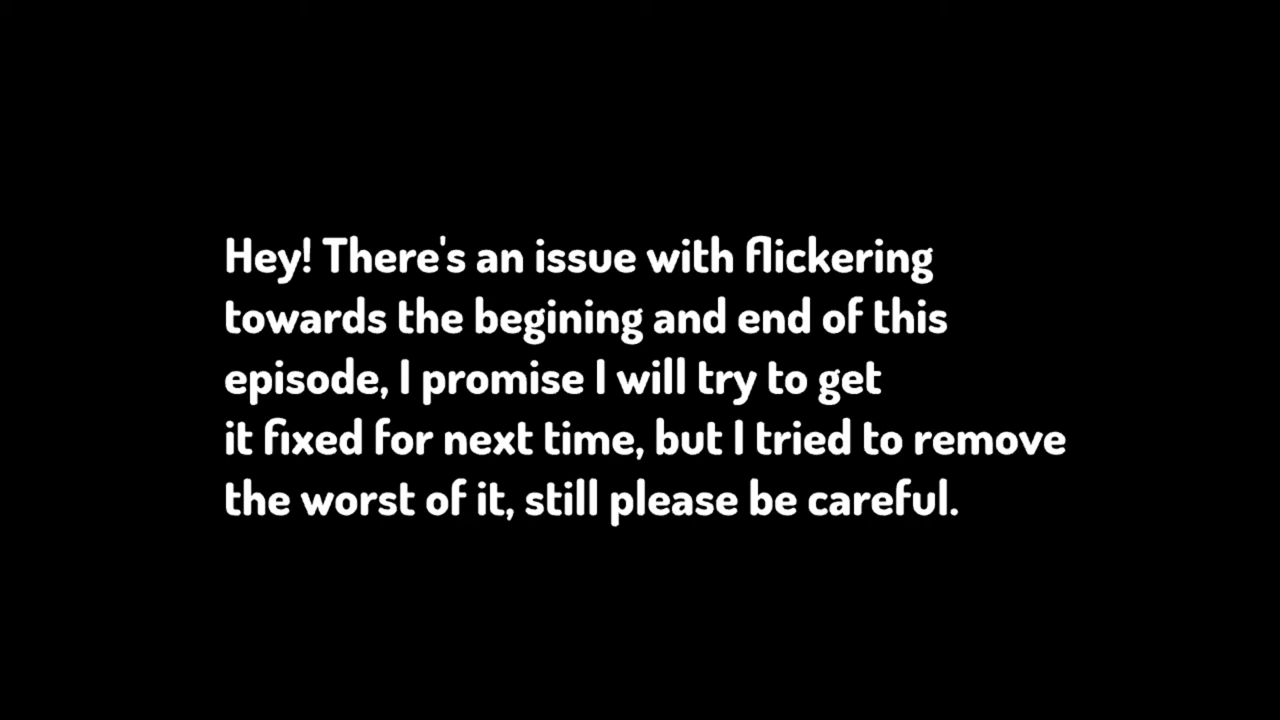 Hey! There's an issue with flickering
towards the begining and end of this
episode, I promise I will try to get
it fixed for next time, but I tried to remove
the worst of it, still please be careful.